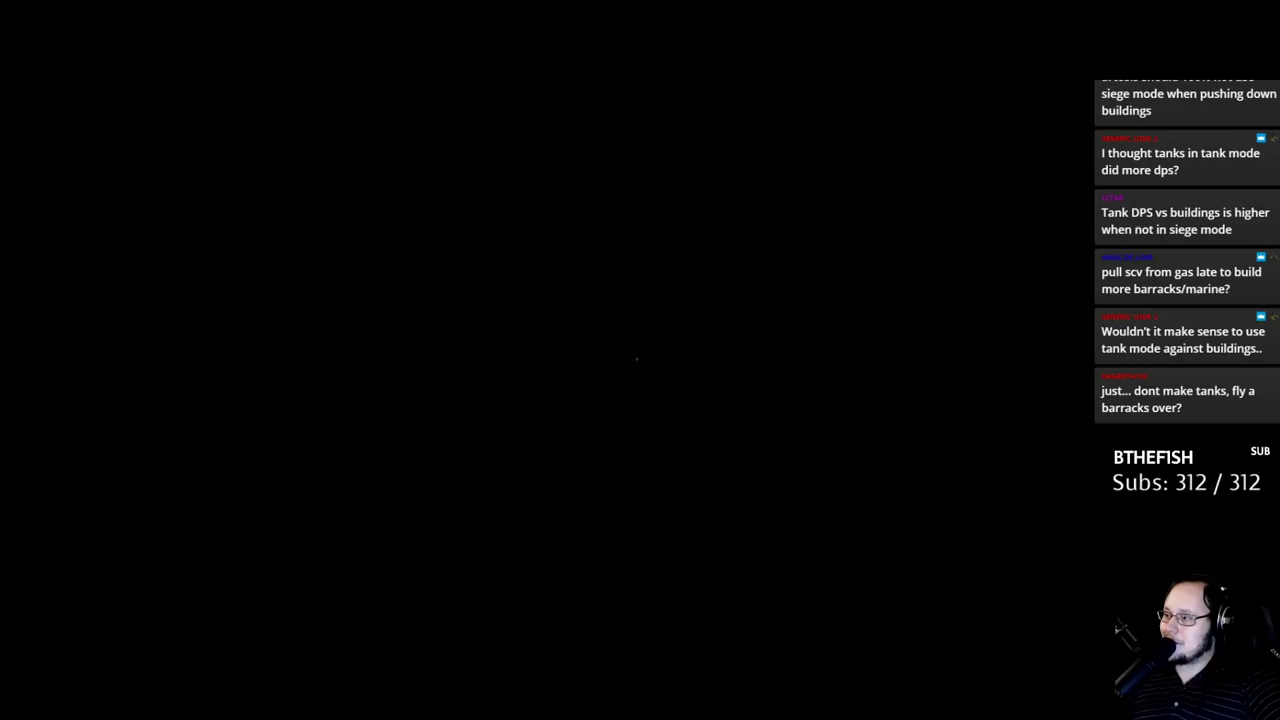 siege mode when pushing down
buildings
I thought tanks in tank mode
did more dps?
Tank DPS vs buildings is higher
when not in siege mode
pull scv from gas late to build
more barracks/marine?
Wouldn't it make sense to use
tank mode against buildings..
just... dont make tanks, fly a
barracks over?
BTHEF1SH
SUB
Subs: 312 / 312